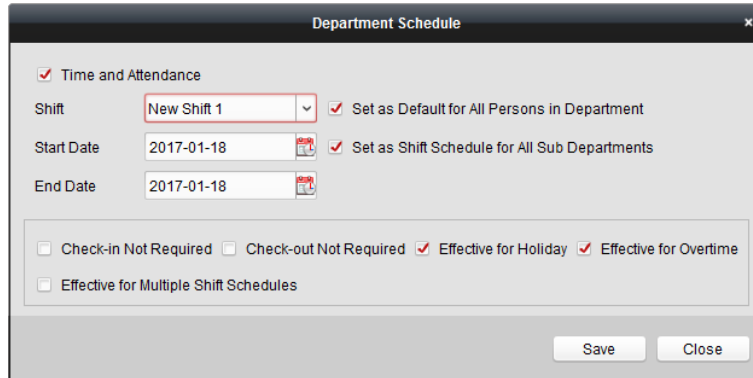 Department Schedule ×
Time and Attendance
Shift New Shift 1 Set as Default for All Persons in Department
Start Date 2017-01-18 Set as Shift Schedule for All Sub Departments
End Date 2017-01-18
Check-in Not Required Check-out Not Required Effective for Holiday Effective for Overtime
Effective for Multiple Shift Schedules
Save Close